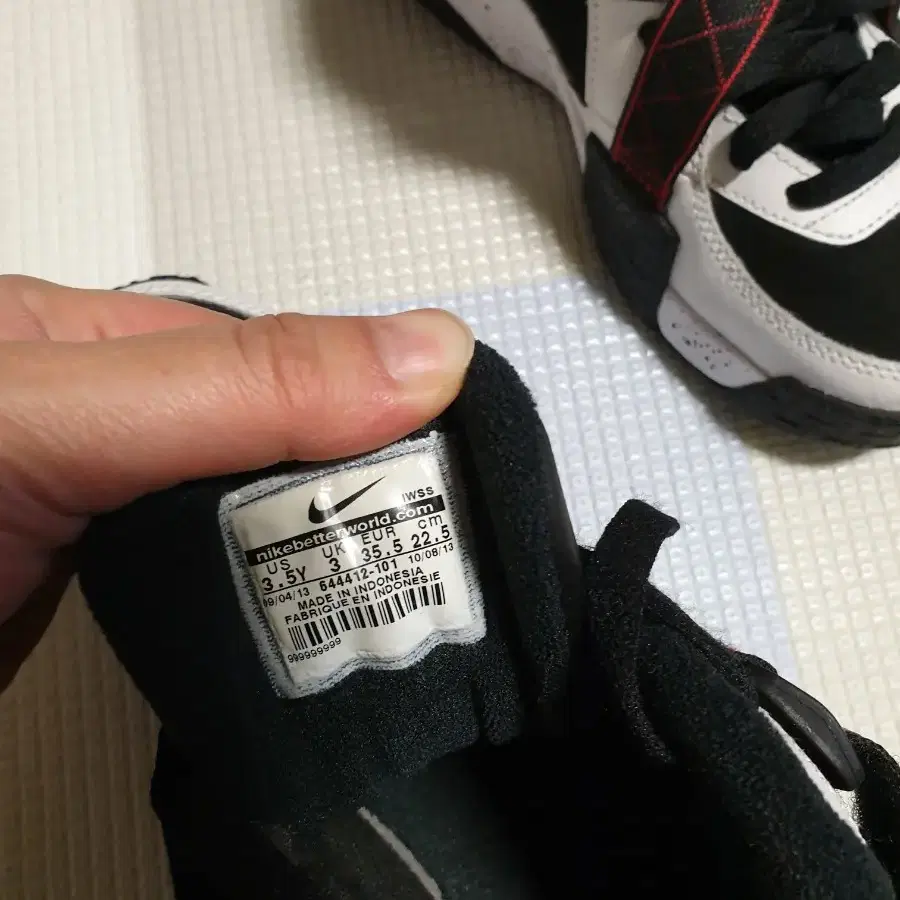 IWSS
nikebetterworld.com
US UK EUR cm
3.5Y 3 35.5 22.5
09/04/13 644412-101 10/08/13
MADE IN INDONESIA
FABRIQUE EN INDONESIE
999999999